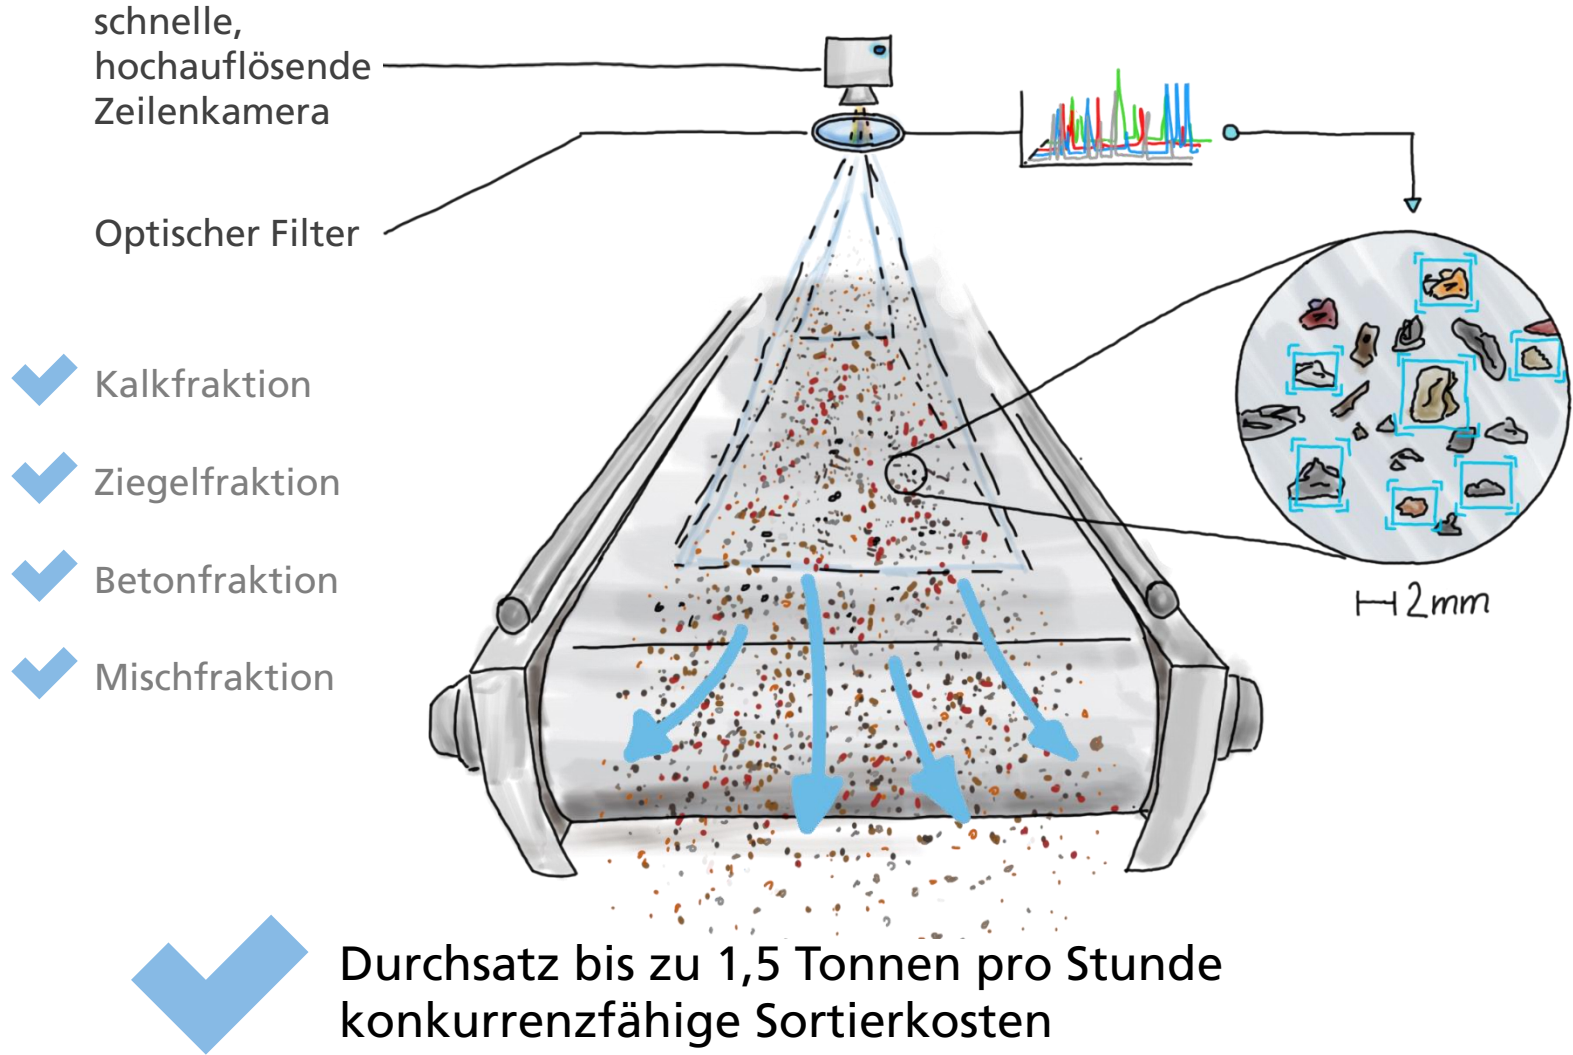 schnelle,
hochauflösende
Zeilenkamera
Optischer Filter
Kalkfraktion
Ziegelfraktion
Betonfraktion
Mischfraktion
2mm
Durchsatz bis zu 1,5 Tonnen pro Stunde
konkurrenzfähige Sortierkosten